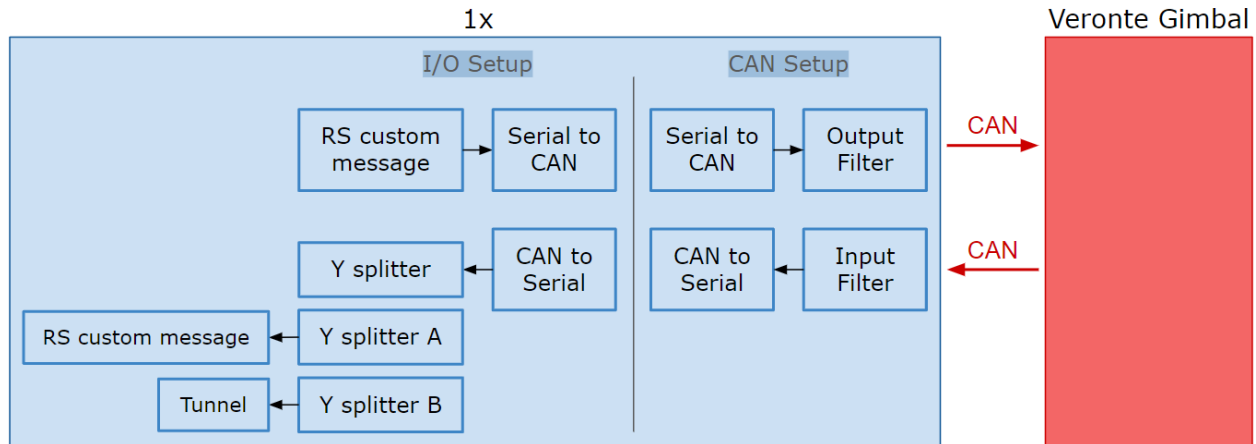 1x
Veronte Gimbal
I/O Setup
CAN Setup
RS custom
message
Serial to
CAN
Serial to
CAN
Output
Filter
CAN
Y splitter
CAN to
Serial
CAN to
Serial
Input
Filter
CAN
RS custom message
Y splitter A
Tunnel
Y splitter B